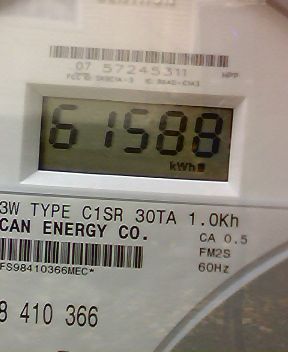 07 57245311
61588
kWh
3W TYPE C1SR 30TA 1.0Kh
CAN ENERGY CO. CA 0.5
FM2S
FS98410366MEC* 60Hz
8 410 366